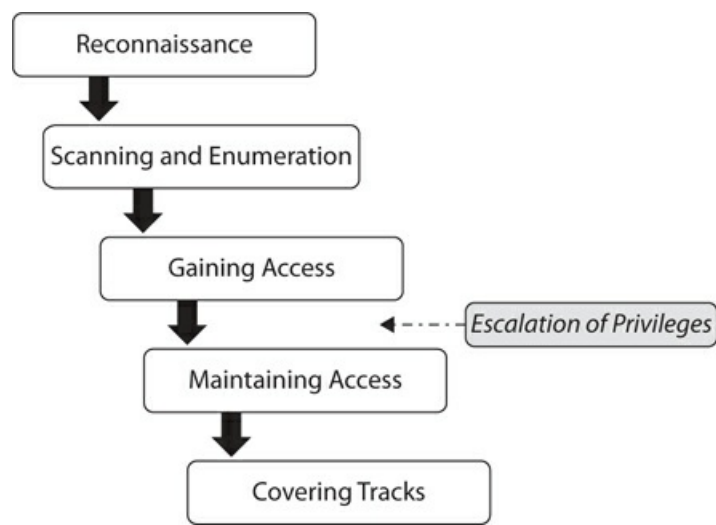 Reconnaissance
Scanning and Enumeration
Gaining Access
Escalation of Privileges
Maintaining Access
Covering Tracks